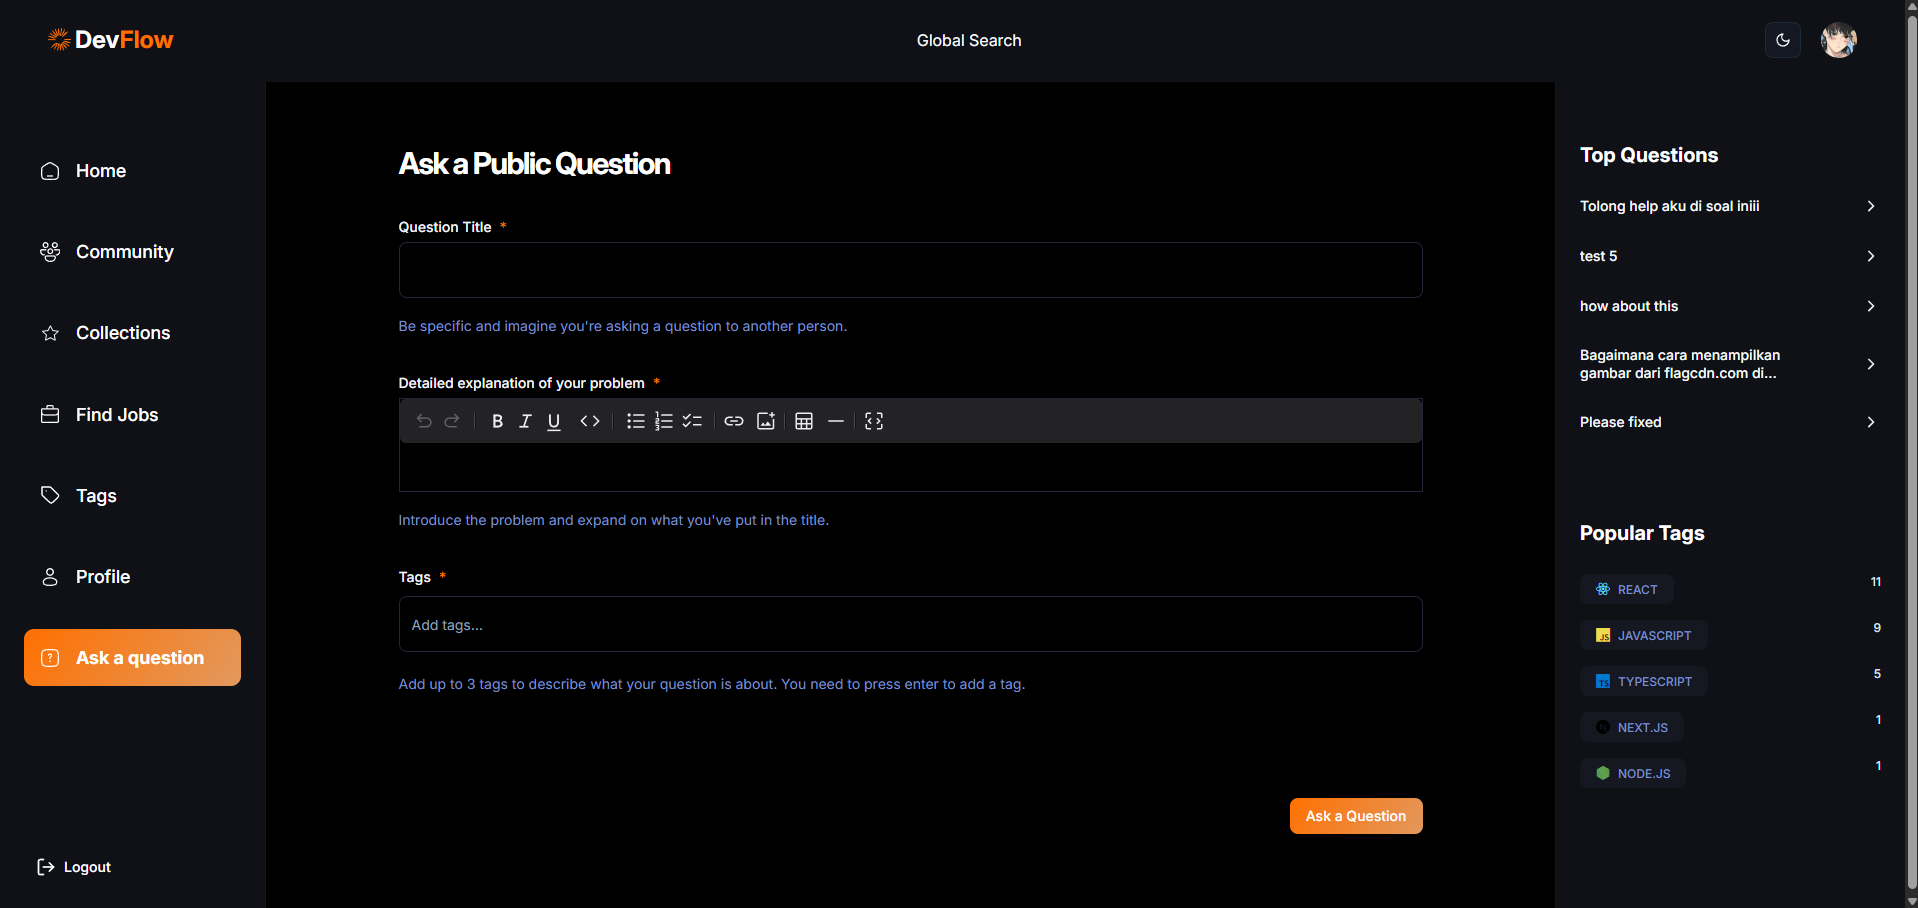 DevFlow
Global Search
Home
Community
Collections
Find Jobs
Tags
Profile
Ask a question
Logout
Ask a Public Question
Question Title *
Be specific and imagine you're asking a question to another person.
Detailed explanation of your problem *
Introduce the problem and expand on what you've put in the title.
Tags *
Add tags...
Add up to 3 tags to describe what your question is about. You need to press enter to add a tag.
Ask a Question
Top Questions
Tolong help aku di soal iniii
test 5
how about this
Bagaimana cara menampilkan
gambar dari flagcdn.com di...
Please fixed
Popular Tags
JS
TS
REACT 11
JAVASCRIPT 9
TYPESCRIPT 5
NEXT.JS 1
NODE.JS 1